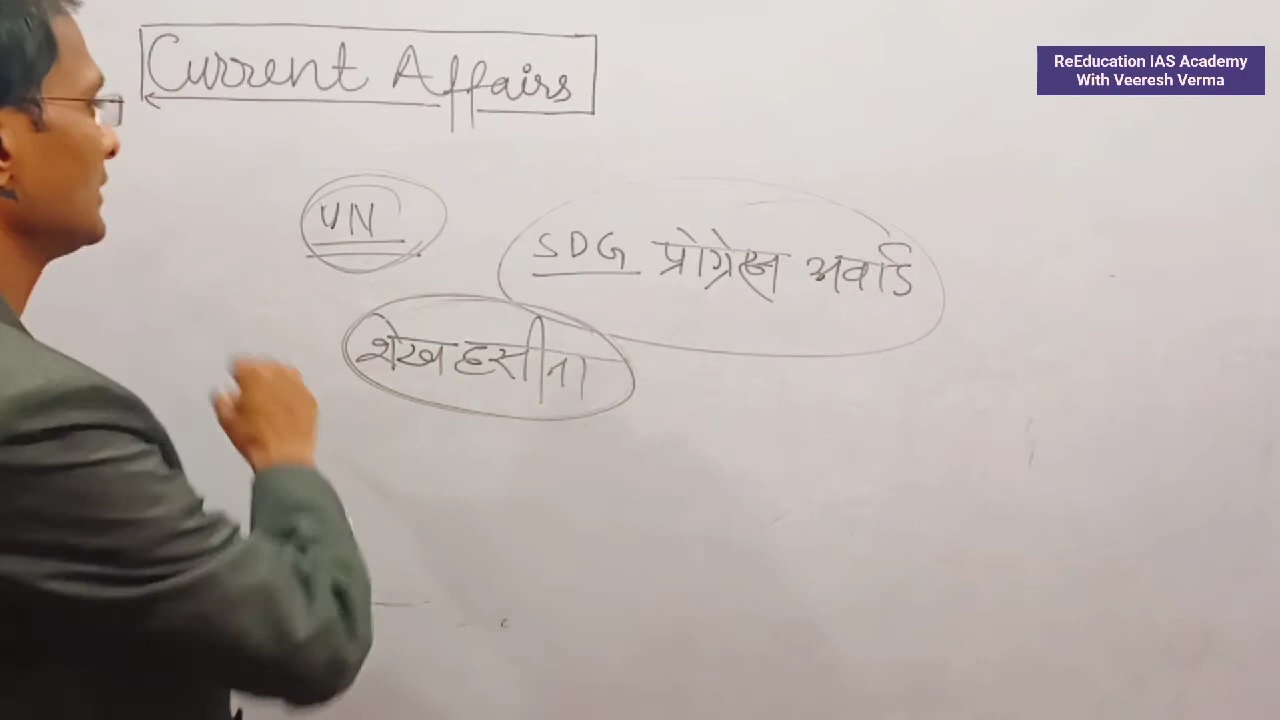 Current Affairs
ReEducation IAS Academy
With Veeresh Verma
UN
SDG प्रोग्रेस अवार्ड
शेख हसीना